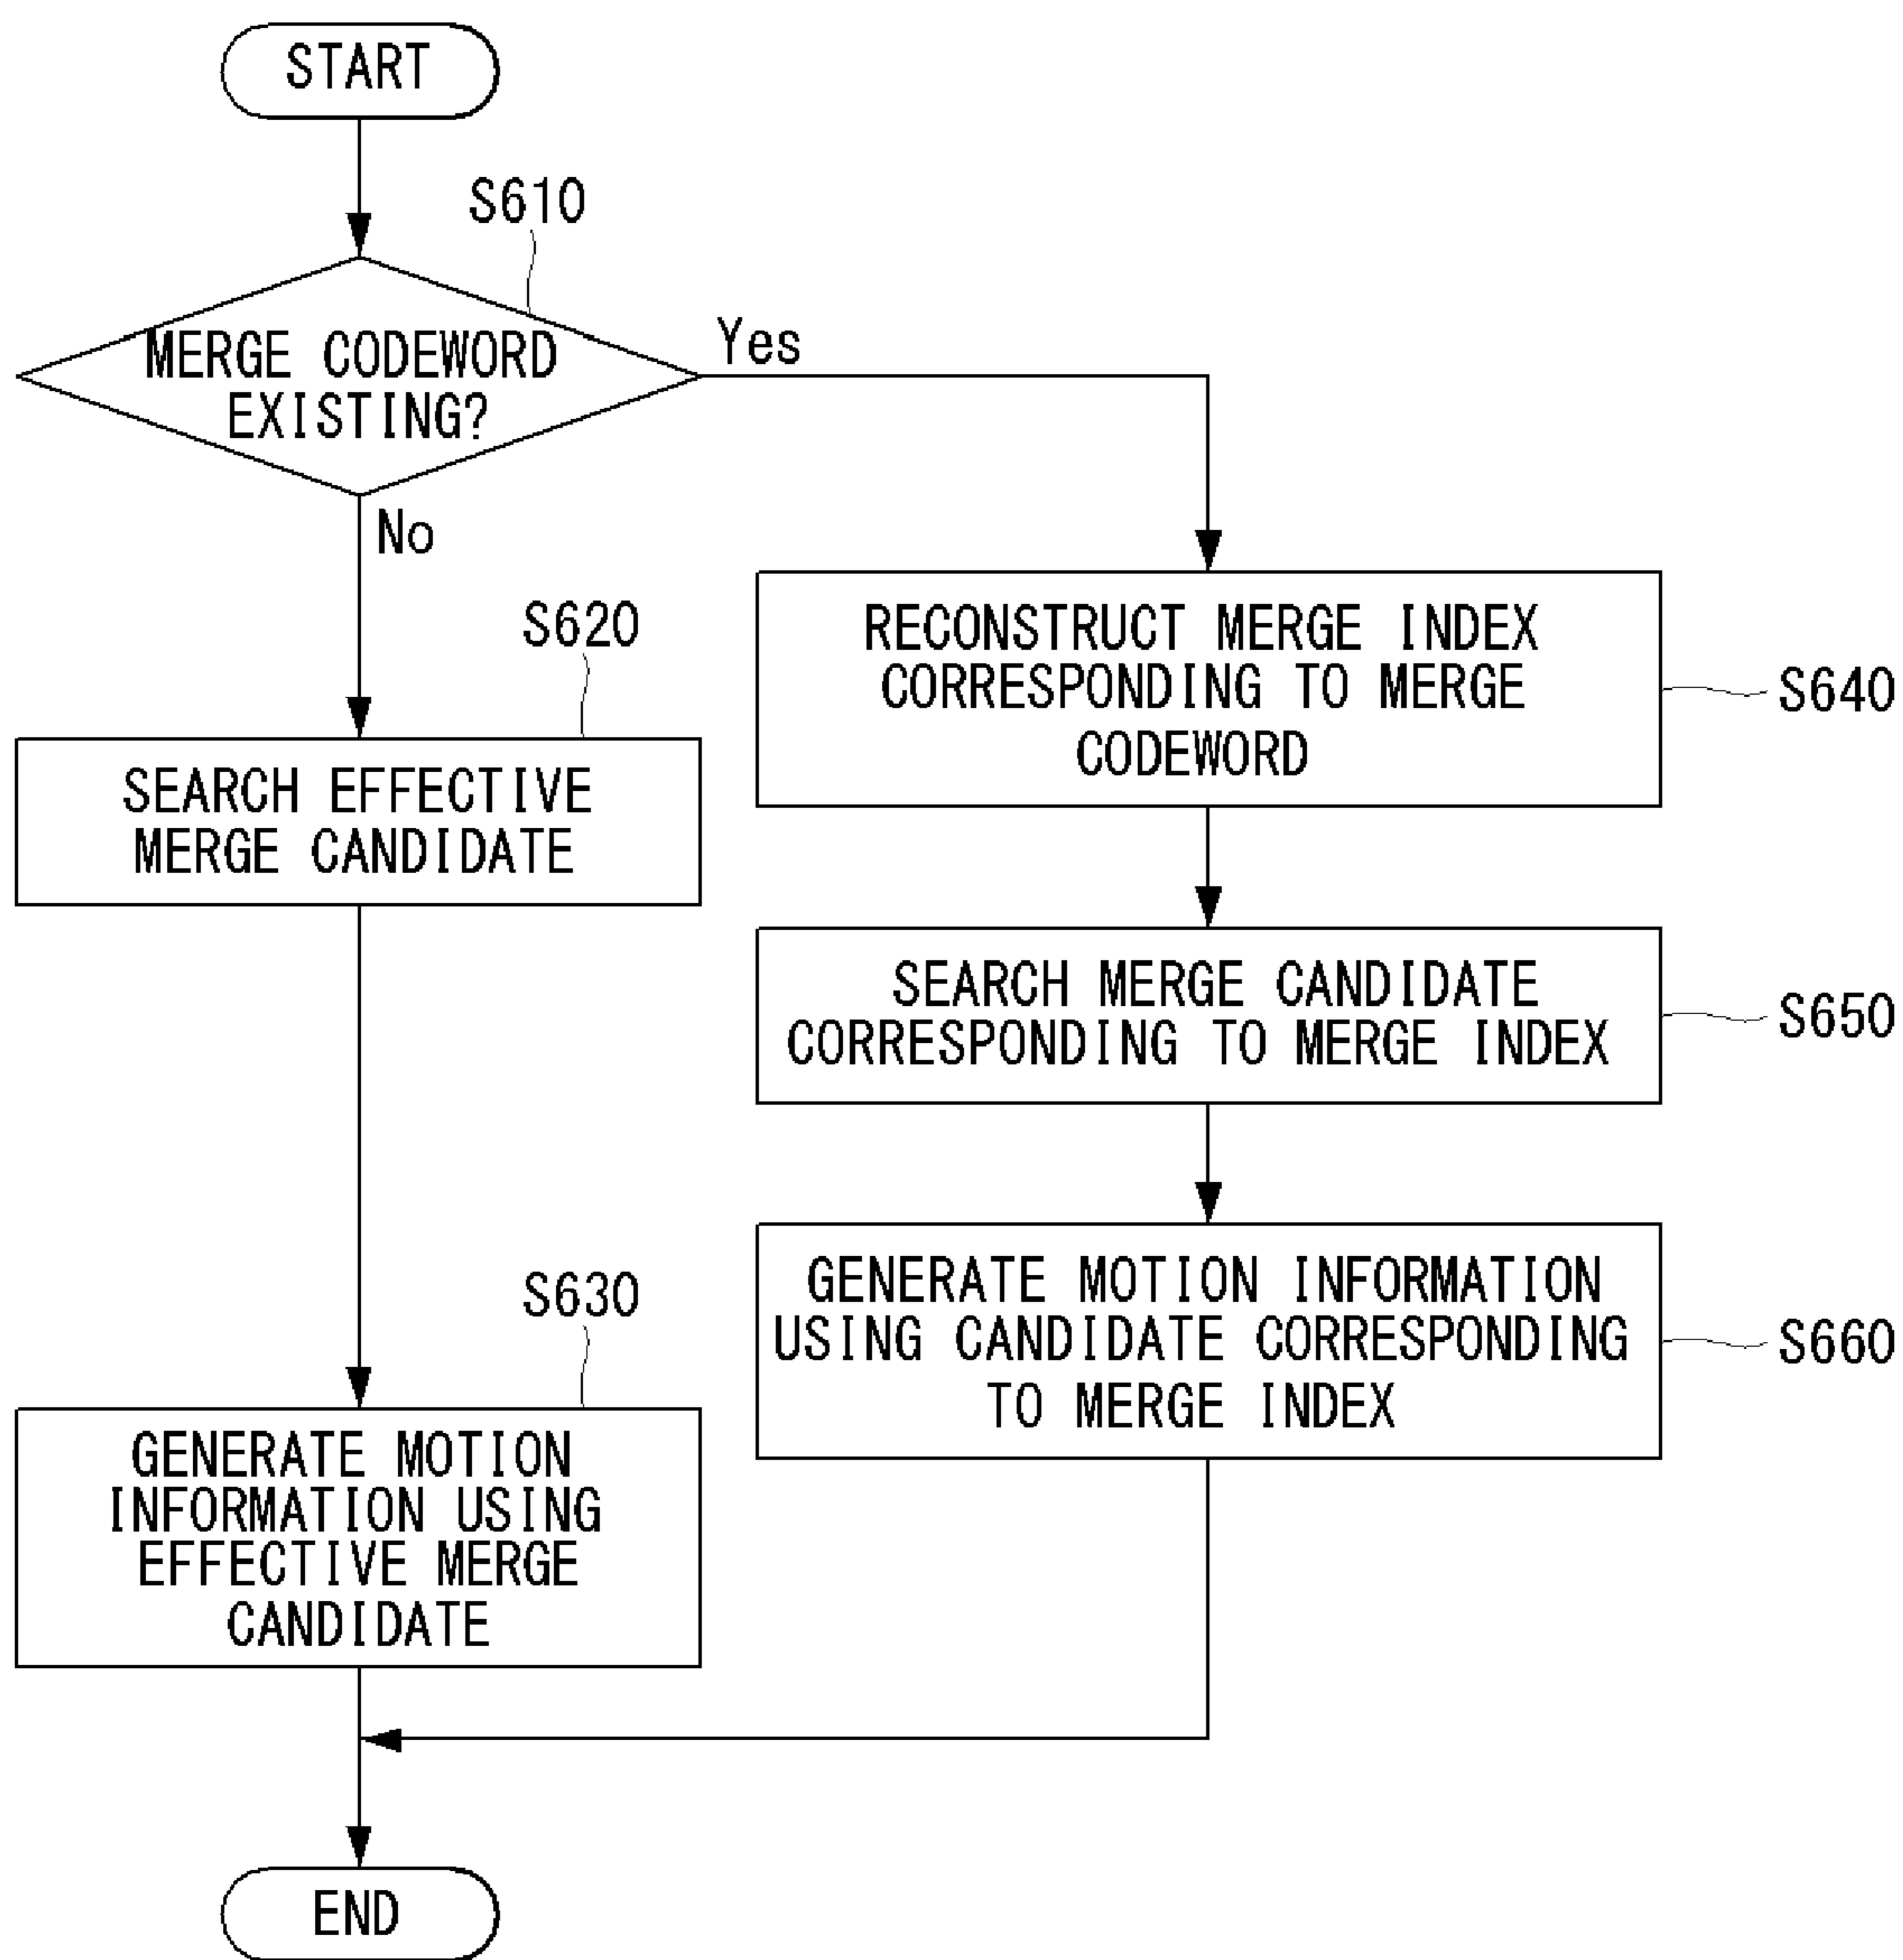 START
S610
MERGE CODEWORD
EXISTING?
Yes
No
S620
SEARCH EFFECTIVE
MERGE CANDIDATE
S630
GENERATE MOTION
INFORMATION USING
EFFECTIVE MERGE
CANDIDATE
RECONSTRUCT MERGE INDEX
CORRESPONDING TO MERGE
CODEWORD
S640
SEARCH MERGE CANDIDATE
CORRESPONDING TO MERGE INDEX
S650
GENERATE MOTION INFORMATION
USING CANDIDATE CORRESPONDING
TO MERGE INDEX
S660
END